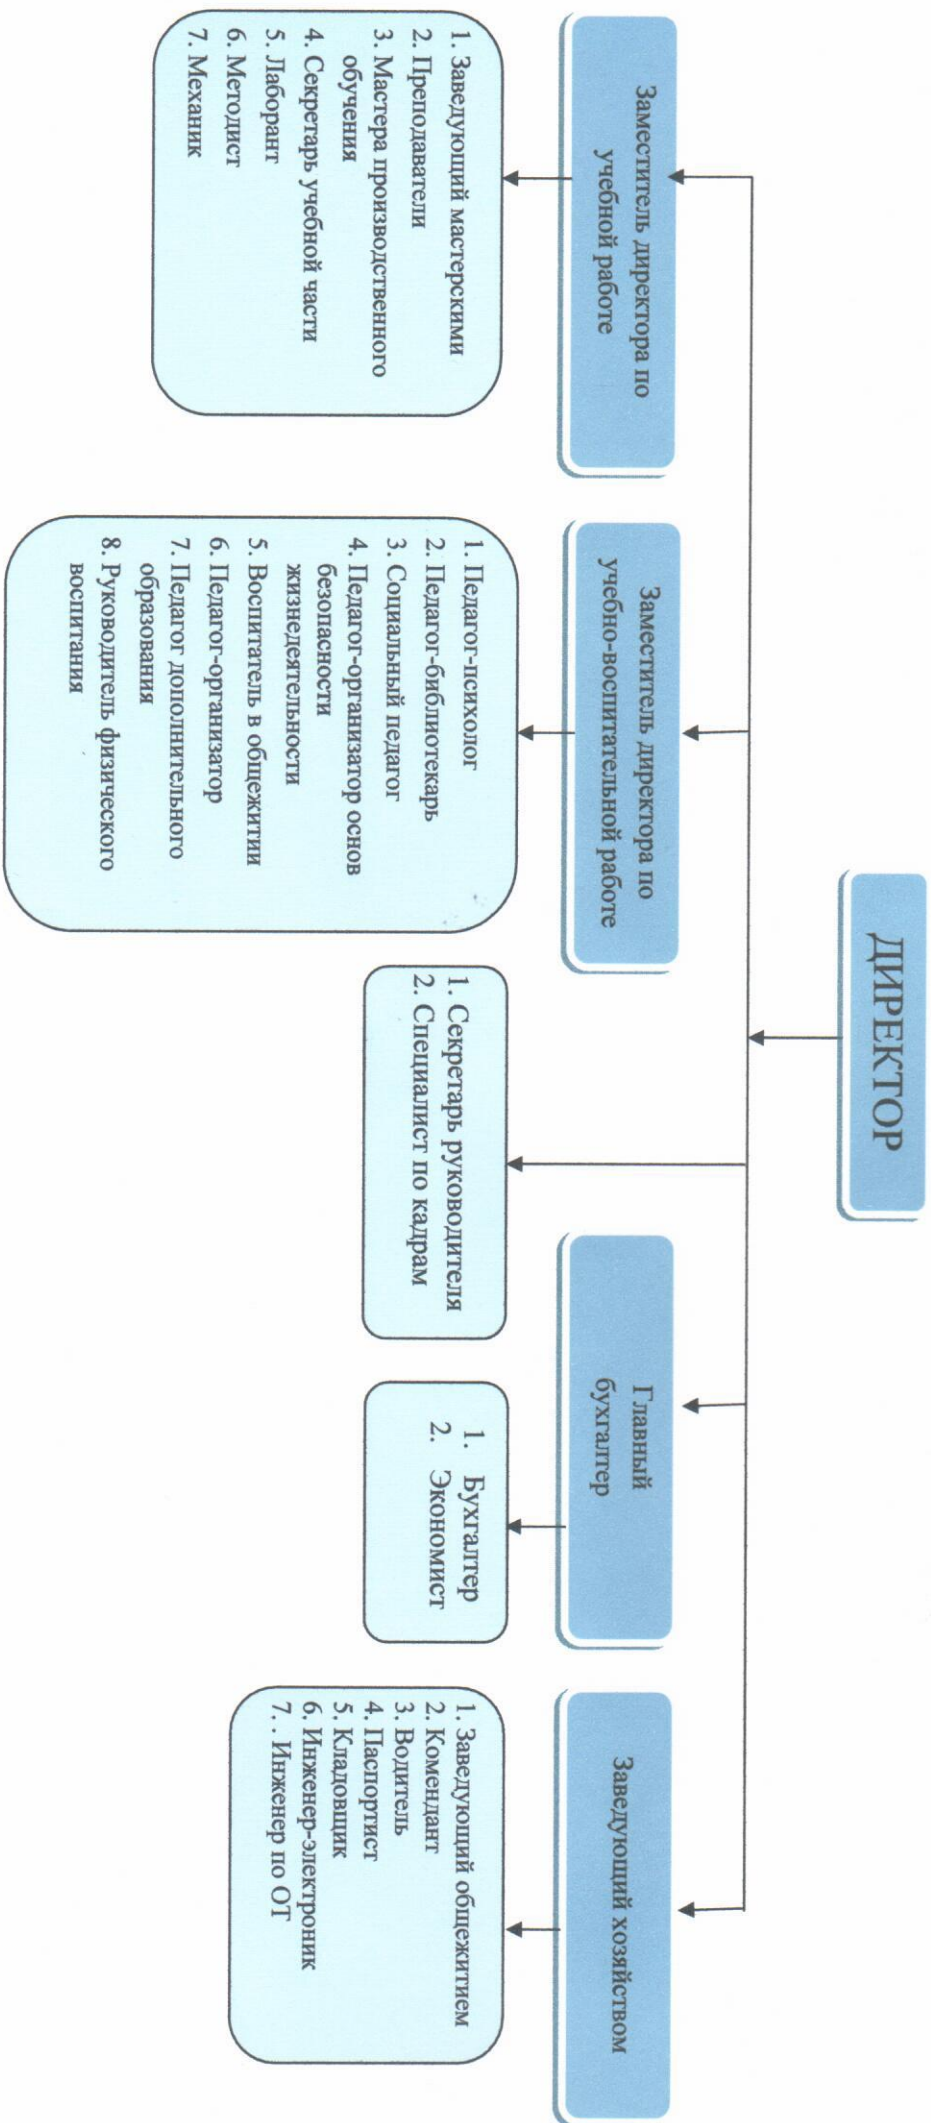 ДИРЕКТОР
Заместитель директора по
учебной работе
Заместитель директора по
учебно-воспитательной работе
Главный
бухгалтер
Заведующий хозяйством
1. Заведующий мастерскими
2. Преподаватели
3. Мастера производственного
обучения
4. Секретарь учебной части
5. Лаборант
6. Методист
7. Механик
1. Педагог-психолог
2. Педагог-библиотекарь
3. Социальный педагог
4. Педагог-организатор основ
безопасности
жизнедеятельности
5. Воспитатель в общежитии
6. Педагог-организатор
7. Педагог дополнительного
образования
8. Руководитель физического
воспитания
1. Секретарь руководителя
2. Специалист по кадрам
1. Бухгалтер
2. Экономист
1. Заведующий общежитием
2. Комендант
3. Водитель
4. Паспортист
5. Кладовщик
6. Инженер-электроник
7. . Инженер по ОТ